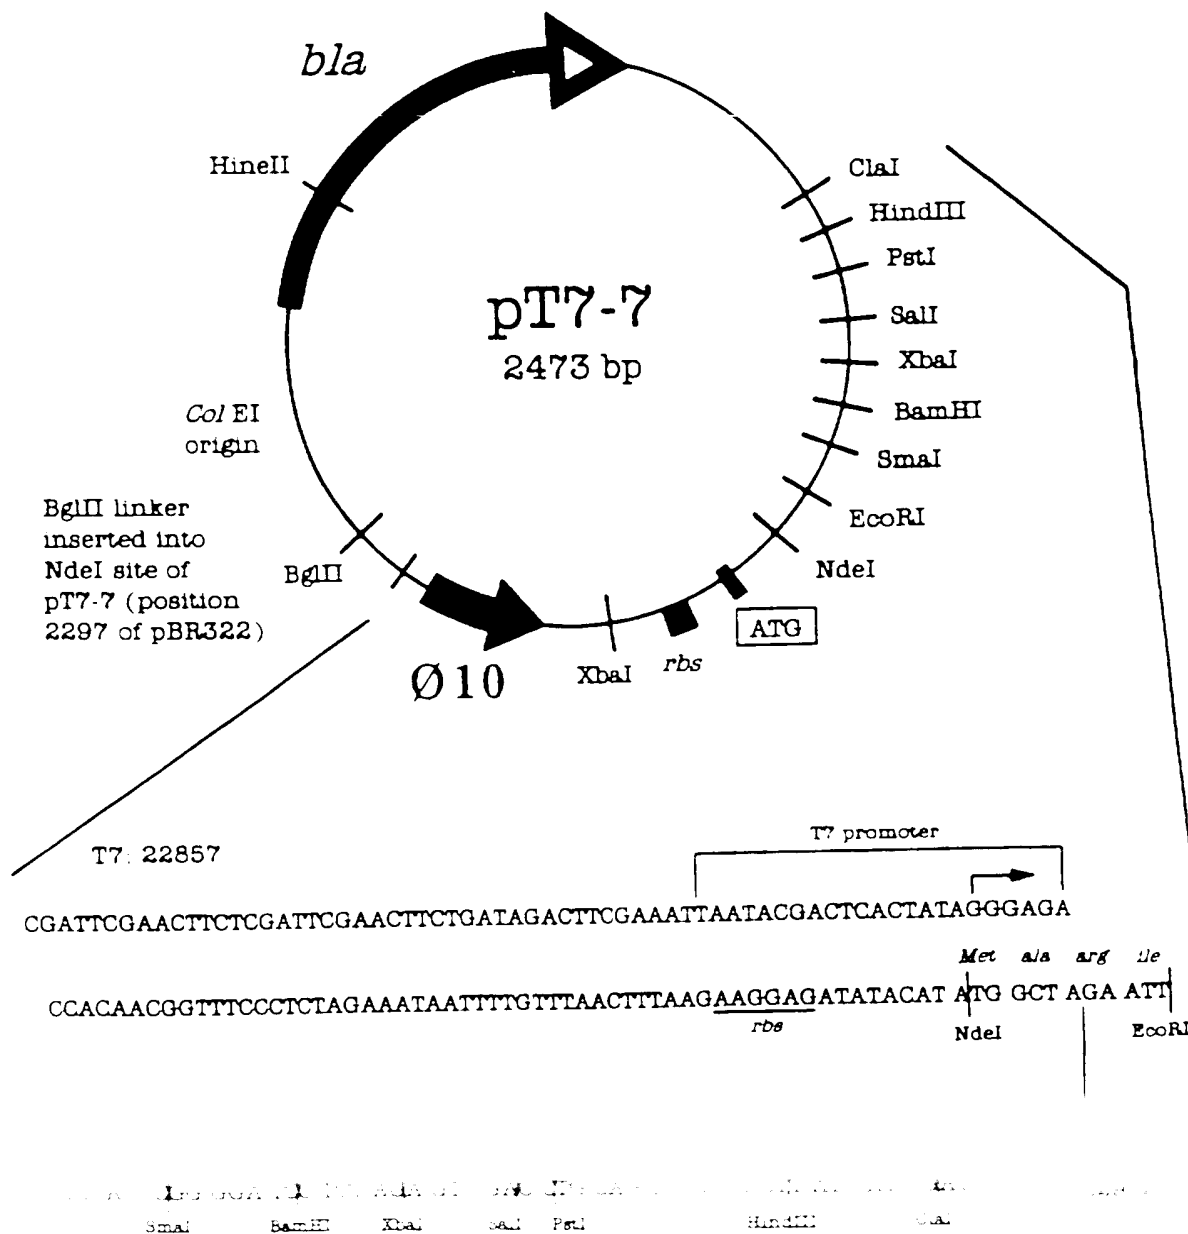 bla
HincII
ClaI
HindIII
PstI
SalI
XbaI
BamHI
SmaI
EcoRI
NdeI
pT7-7
2473 bp
Col EI
origin
BglII linker
inserted into
NdeI site of
pT7-7 (position
2297 of pBR322)
BglII
Ø 10
XbaI
rbs
ATG
T7: 22857
T7 promoter
CGATTCGAACTTCTCGATTCGAACTTCTGATAGACTTCGAAATTAATACGACTCACTATAGGGAGA
Met ala arg ile
CCACAACGGTTTCCCTCTAGAAATAATTTTGTTTAACTTTAAGAAGGAGATATACAT ATG GCT AGA ATT
rbs
NdeI
EcoRI
SmaI BamHI XbaI SalI PstI HindIII ClaI